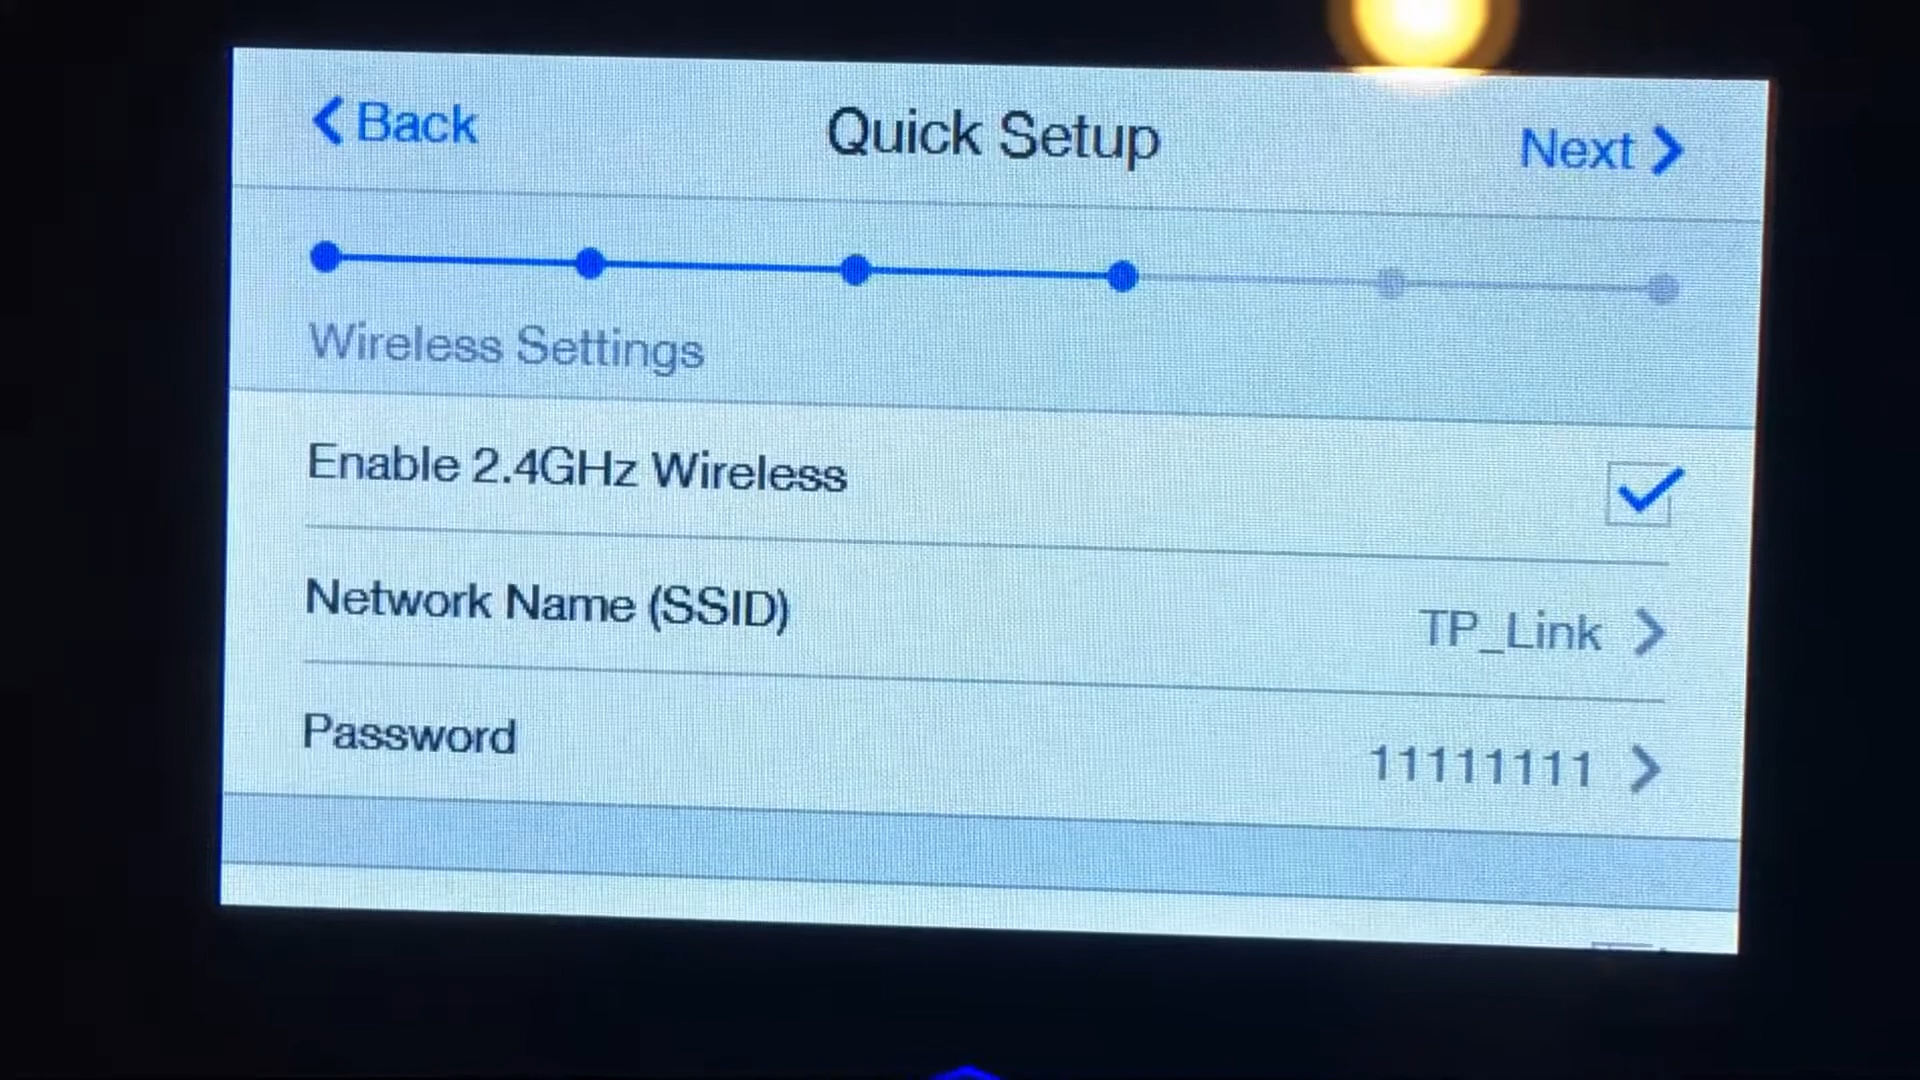 Back Quick Setup Next
Wireless Settings
Enable 2.4GHz Wireless
Network Name (SSID) TP_Link
Password 11111111